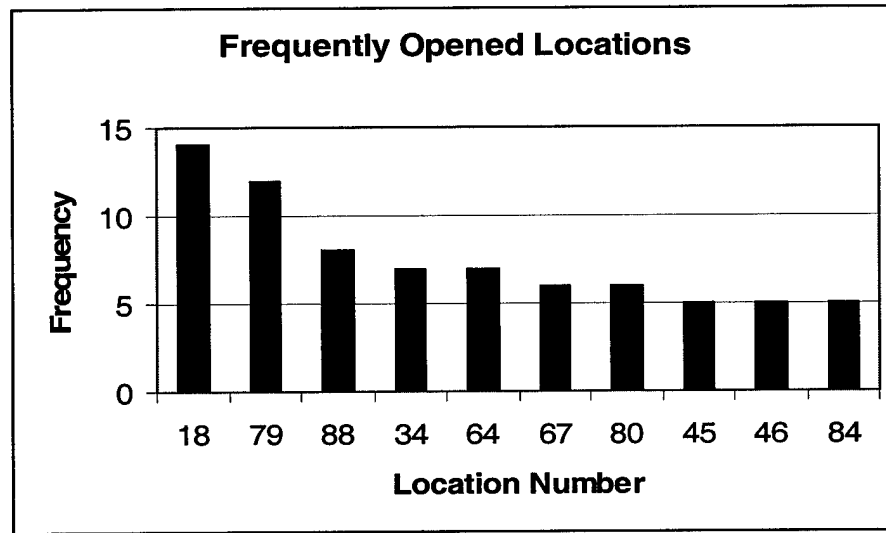 Frequently Opened Locations
15
10
5
0
Frequency
18 79 88 34 64 67 80 45 46 84
Location Number